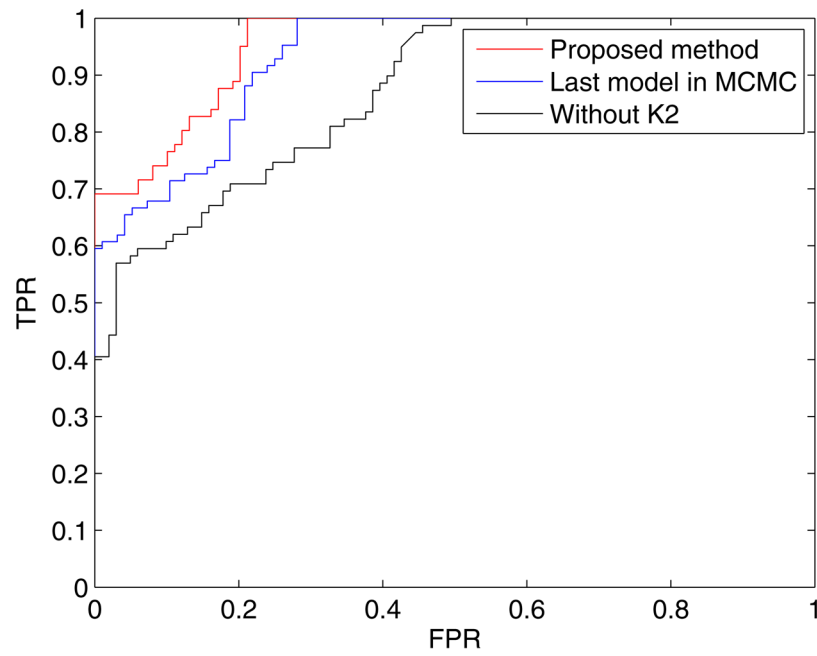 1
0.9
0.8
0.7
0.6
0.5
0.4
0.3
0.2
0.1
0
TPR
Proposed method
Last model in MCMC
Without K2
0 0.2 0.4 0.6 0.8 1
FPR